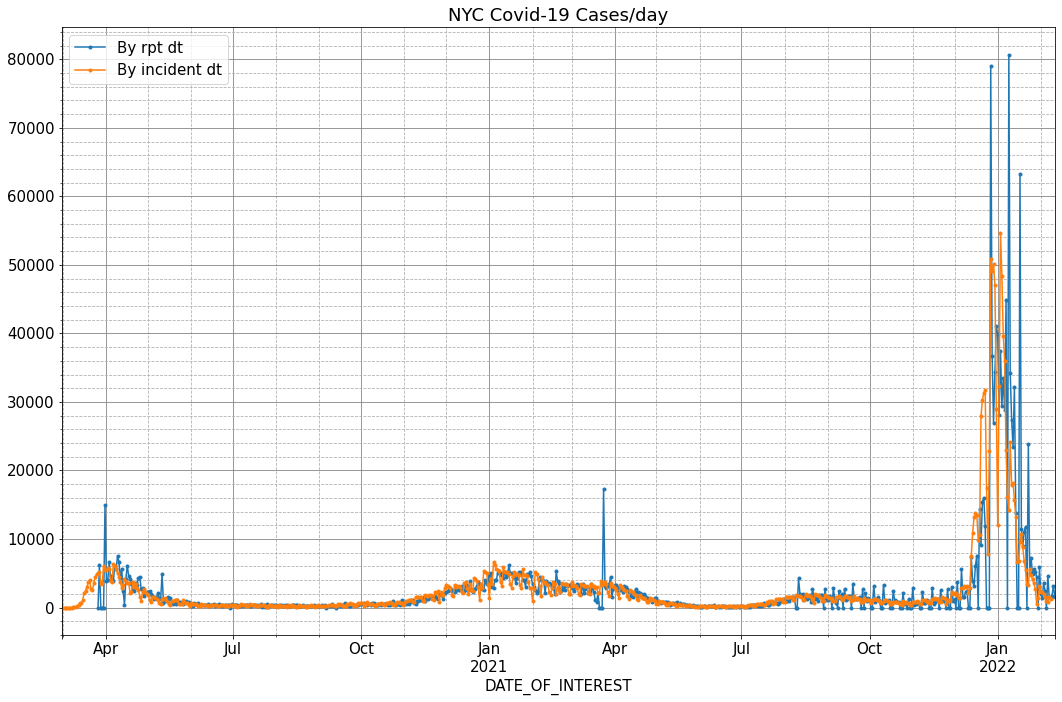 NYC Covid-19 Cases/day
By rpt dt
By incident dt
80000
70000
60000
50000
40000
30000
20000
10000
0
Apr Jul Oct Jan Apr Jul Oct Jan
2021 2022
DATE_OF_INTEREST